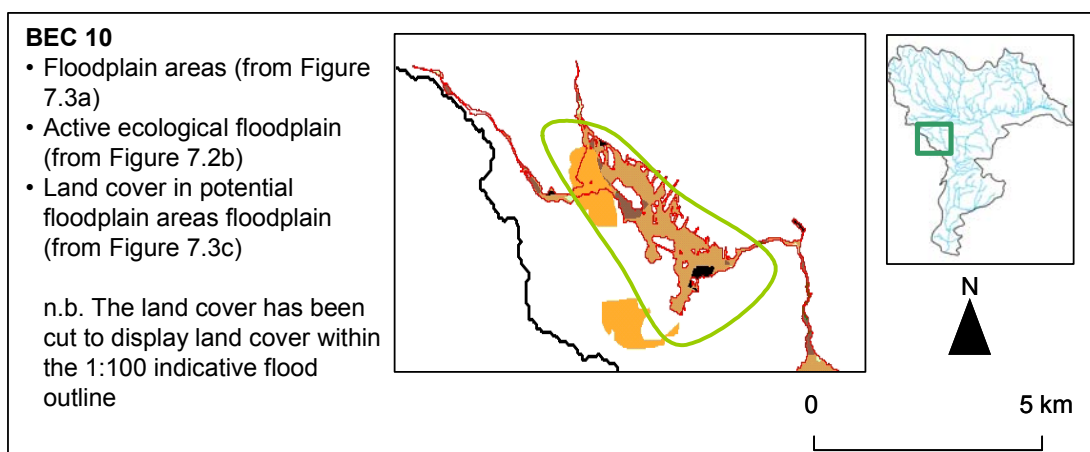 BEC 10
• Floodplain areas (from Figure
7.3a)
• Active ecological floodplain
(from Figure 7.2b)
• Land cover in potential
floodplain areas floodplain
(from Figure 7.3c)
n.b. The land cover has been
cut to display land cover within
the 1:100 indicative flood
outline
N
0 5 km